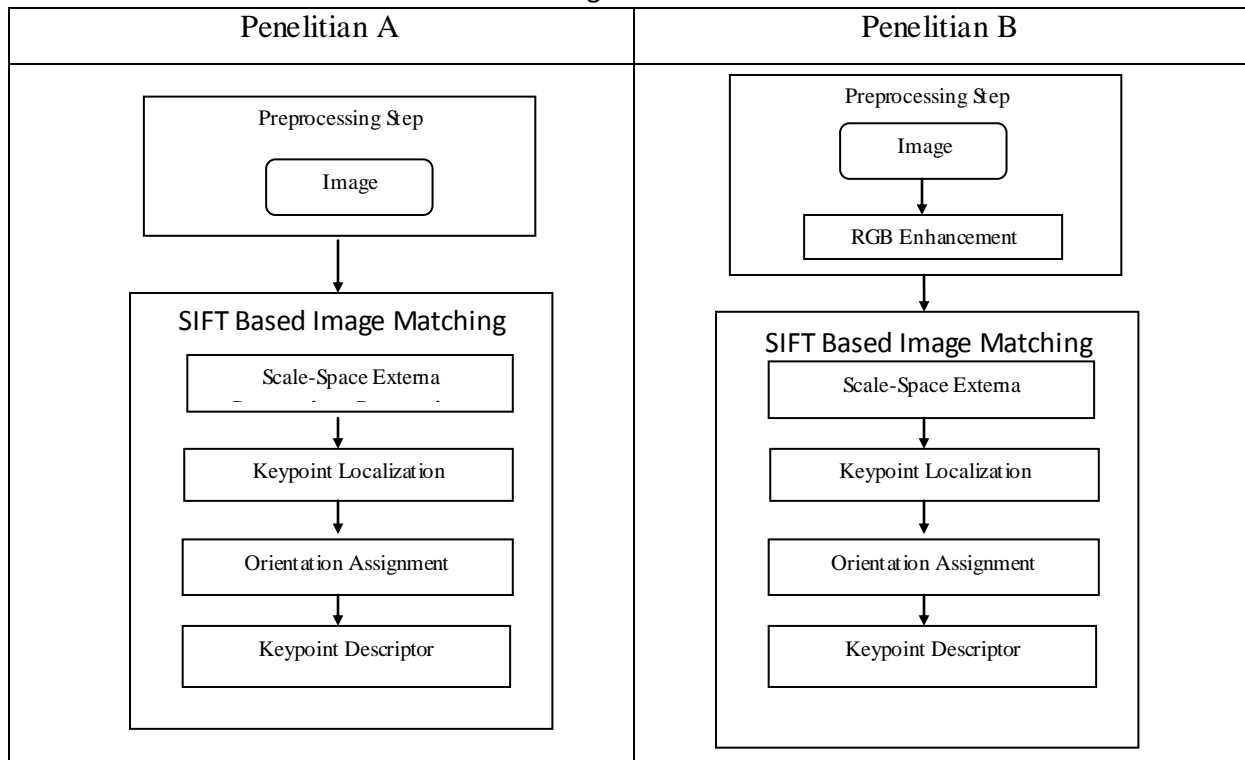 Penelitian A
Penelitian B
Preprocessing Step
Image
SIFT Based Image Matching
Scale-Space Externa
Keypoint Localization
Orientation Assignment
Keypoint Descriptor
Preprocessing Step
Image
RGB Enhancement
SIFT Based Image Matching
Scale-Space Externa
Keypoint Localization
Orientation Assignment
Keypoint Descriptor